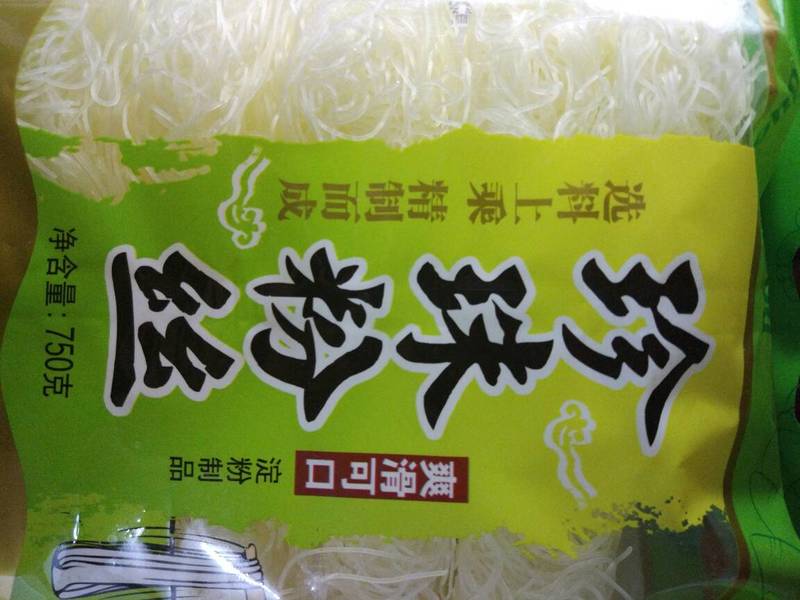 选料上乘 精制而成
珍珠粉丝
爽滑可口
淀粉制品
净含量：750克